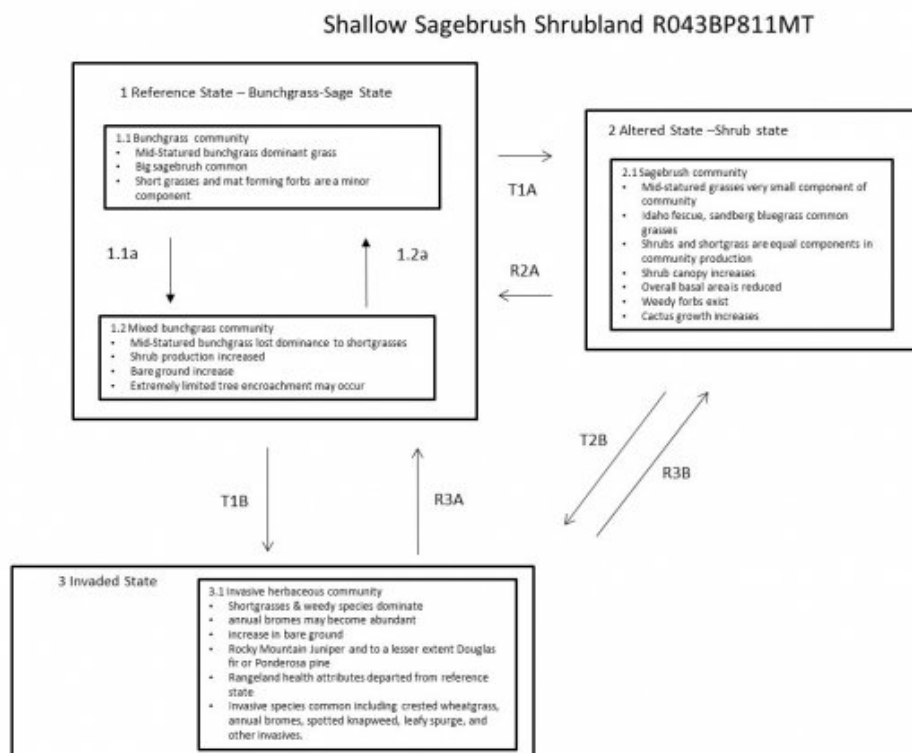 Shallow Sagebrush Shrubland R043BP811MT
1 Reference State – Bunchgrass-Sage State
1.1 Bunchgrass community
• Mid-Statured bunchgrass dominant grass
• Big sagebrush common
• Short grasses and mat forming forbs are a minor
component
1.1a
1.2a
1.2 Mixed bunchgrass community
• Mid-Statured bunchgrass lost dominance to shortgrasses
• Shrub production increased
• Bare ground increase
• Extremely limited tree encroachment may occur
T1A
R2A
2 Altered State –Shrub state
2.1 Sagebrush community
• Mid-statured grasses very small component of
community
• Idaho fescue, sandberg bluegrass common
grasses
• Shrubs and shortgrass are equal components in
community production
• Shrub canopy increases
• Overall basal area is reduced
• Weedy forbs exist
• Cactus growth increases
T1B
R3A
T2B
R3B
3 Invaded State
3.1 Invasive herbaceous community
• Shortgrasses & weedy species dominate
• annual bromes may become abundant
• increase in bare ground
• Rocky Mountain Juniper and to a lesser extent Douglas
fir or Ponderosa pine
• Rangeland health attributes departed from reference
state
• Invasive species common including crested wheatgrass,
annual bromes, spotted knapweed, leafy spurge, and
other invasives.